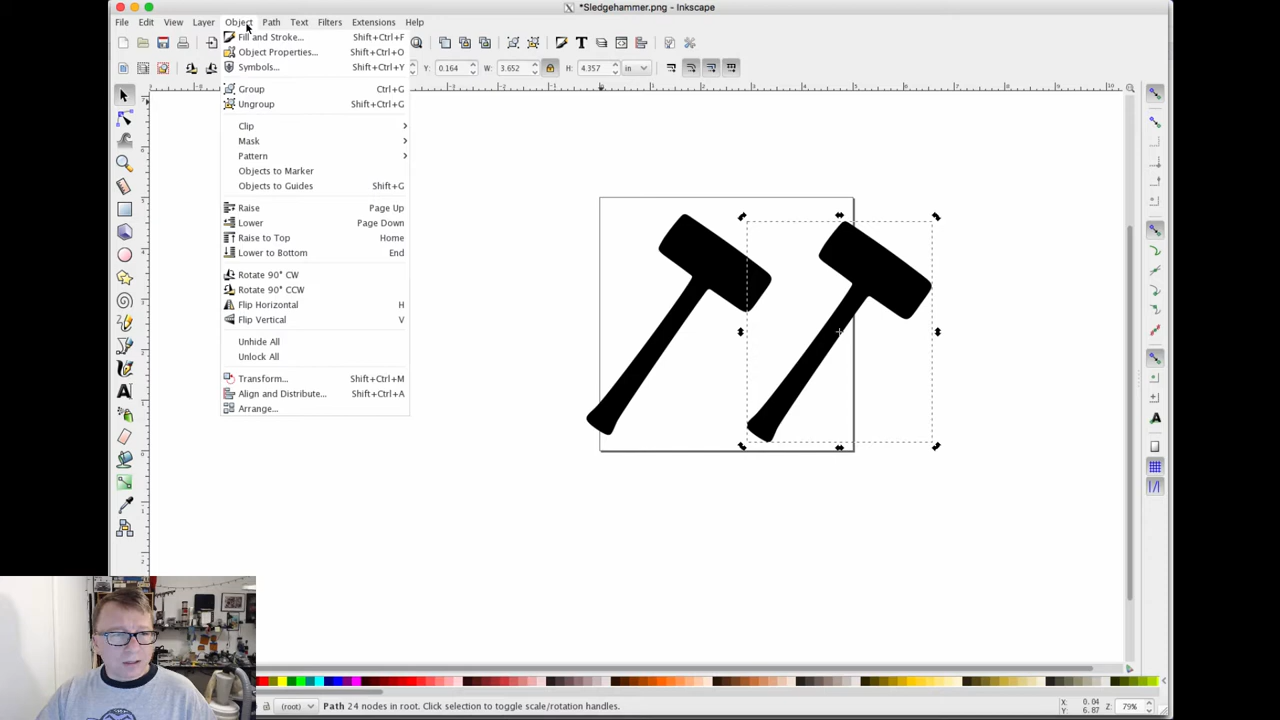 *Sledgehammer.png - Inkscape
File Edit View Layer Object Path Text Filters Extensions Help
Fill and Stroke... Shift+Ctrl+F
Object Properties... Shift+Ctrl+O
Symbols... Shift+Ctrl+Y
Y: 0.164 W: 3.652 H: 4.357 in
Group Ctrl+G
Ungroup Shift+Ctrl+G
Clip
Mask
Pattern
Objects to Marker
Objects to Guides Shift+G
Raise Page Up
Lower Page Down
Raise to Top Home
Lower to Bottom End
Rotate 90° CW
Rotate 90° CCW
Flip Horizontal H
Flip Vertical V
Unhide All
Unlock All
Transform... Shift+Ctrl+M
Align and Distribute... Shift+Ctrl+A
Arrange...
(root) Path 24 nodes in root. Click selection to toggle scale/rotation handles.
X: 0.04
Y: 6.87
Z: 79%